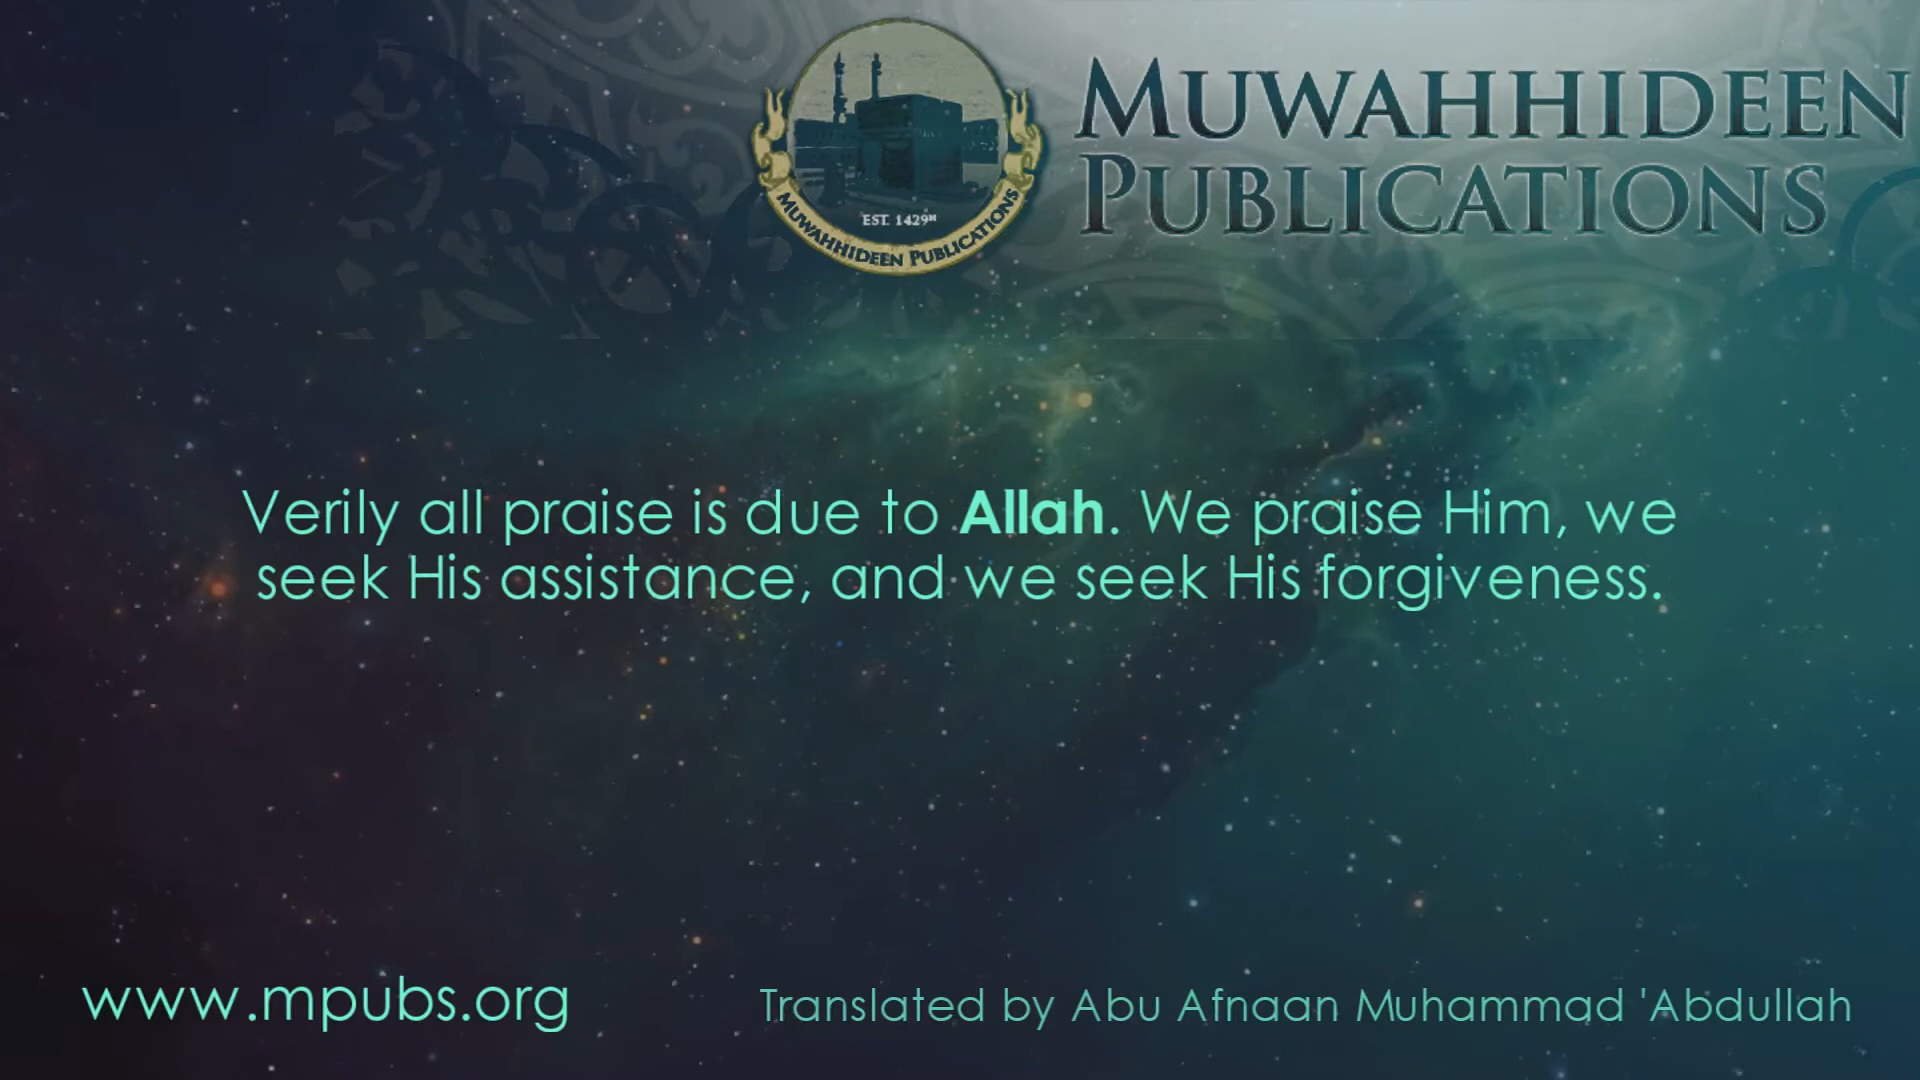 MUWAHHIDEEN
PUBLICATIONS
EST. 1429H
MUWAHHIDEEN PUBLICATIONS
Verily all praise is due to Allah. We praise Him, we
seek His assistance, and we seek His forgiveness.
www.mpubs.org
Translated by Abu Afnaan Muhammad 'Abdullah